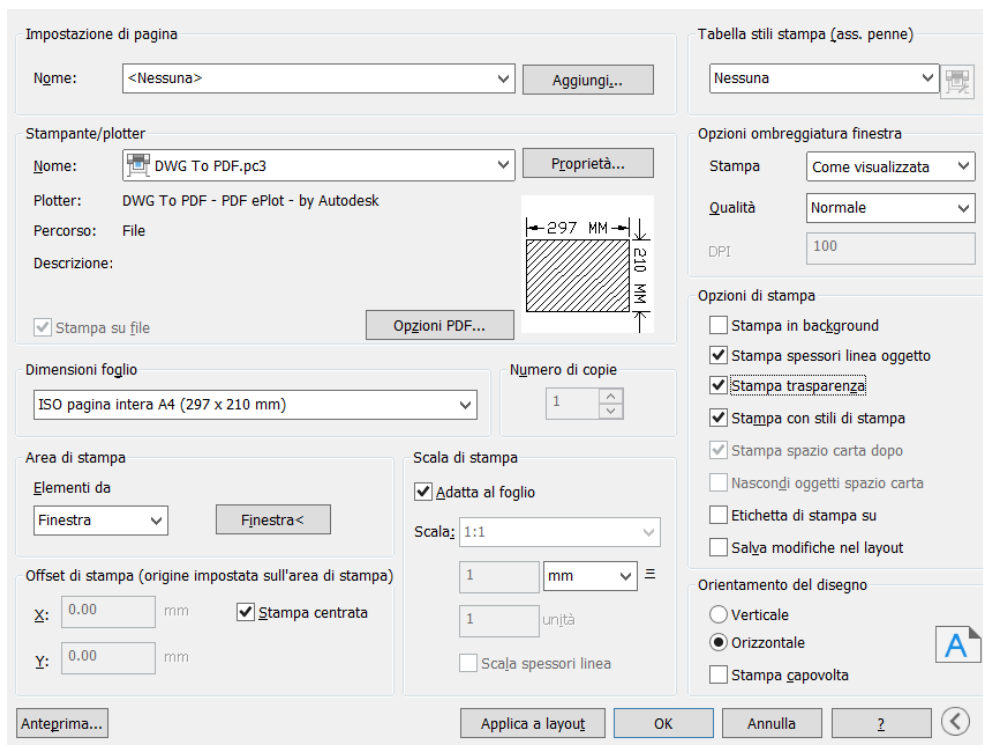 Impostazione di pagina
Nome:
<Nessuna>
Aggiungi...
Tabella stili stampa (ass. penne)
Nessuna
Stampante/plotter
Nome:
DWG To PDF.pc3
Proprietà...
Plotter:
DWG To PDF - PDF ePlot - by Autodesk
Percorso:
File
Descrizione:
297 MM
210 MM
Stampa su file
Opzioni PDF...
Opzioni ombreggiatura finestra
Stampa
Come visualizzata
Qualità
Normale
DPI
100
Dimensioni foglio
ISO pagina intera A4 (297 x 210 mm)
Numero di copie
1
Opzioni di stampa
Stampa in background
Stampa spessori linea oggetto
Stampa trasparenza
Stampa con stili di stampa
Stampa spazio carta dopo
Nascondi oggetti spazio carta
Etichetta di stampa su
Salva modifiche nel layout
Area di stampa
Elementi da
Finestra
Finestra<
Scala di stampa
Adatta al foglio
Scala:
1:1
1
mm
=
1
unità
Scala spessori linea
Offset di stampa (origine impostata sull'area di stampa)
X:
0.00
mm
Stampa centrata
Y:
0.00
mm
Orientamento del disegno
Verticale
Orizzontale
Stampa capovolta
A
Anteprima...
Applica a layout
OK
Annulla
?